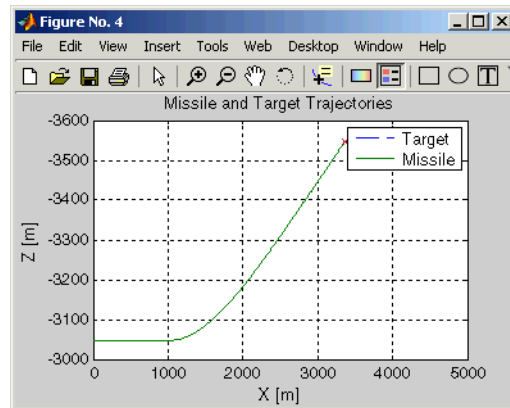 Figure No. 4
File Edit View Insert Tools Web Desktop Window Help
T
Missile and Target Trajectories
-3600
-3500
-3400
-3300
-3200
-3100
-3000
Z [m]
Target
Missile
0 1000 2000 3000 4000 5000
X [m]